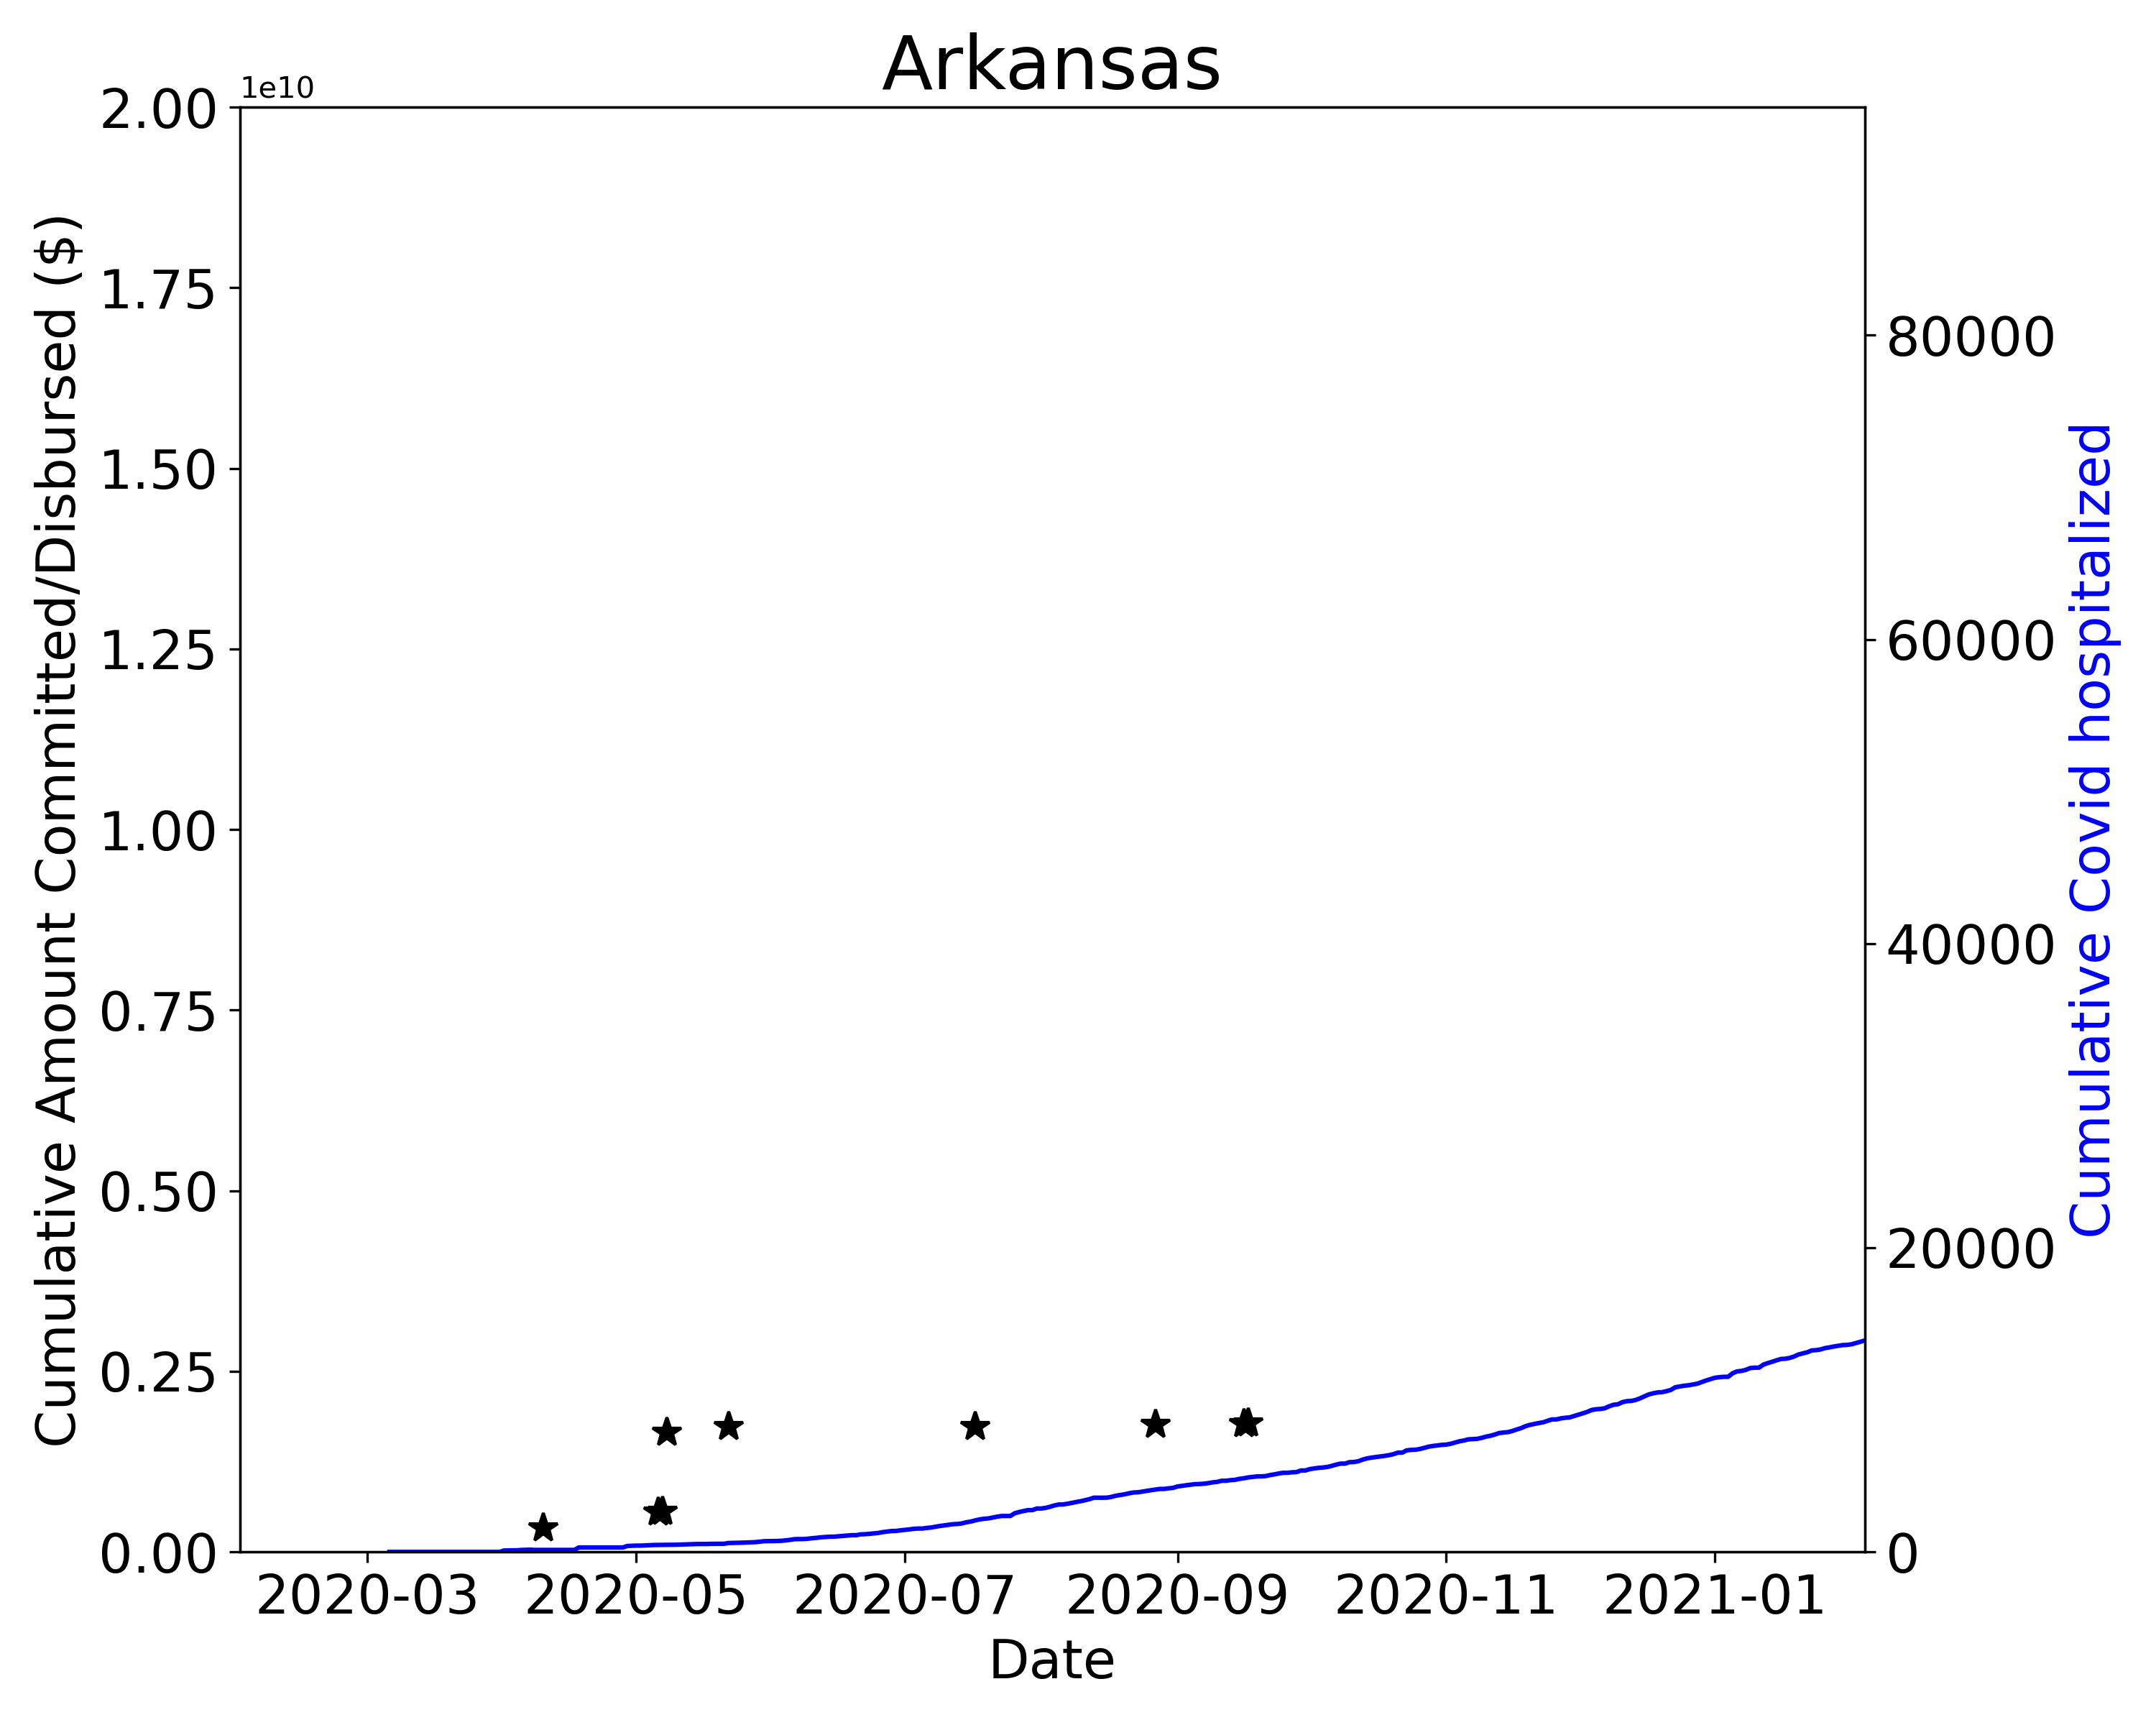 Arkansas
1e10
2.00
1.75
1.50
1.25
1.00
0.75
0.50
0.25
0.00
Cumulative Amount Committed/Disbursed ($)
80000
60000
40000
20000
0
Cumulative Covid hospitalized
2020-03 2020-05 2020-07 2020-09 2020-11 2021-01
Date